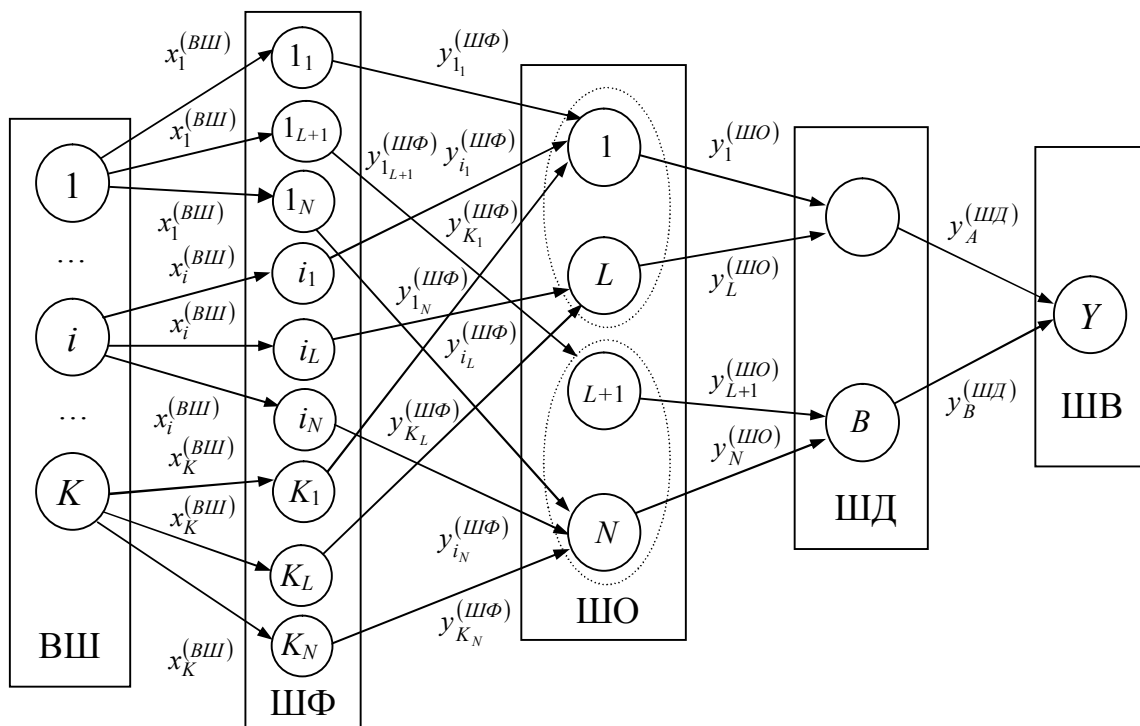 x_1^{(ВШ)}
x_1^{(ВШ)}
x_1^{(ВШ)}
1
…
x_i^{(ВШ)}
x_i^{(ВШ)}
i
…
x_i^{(ВШ)}
x_K^{(ВШ)}
K
x_K^{(ВШ)}
x_K^{(ВШ)}
ВШ
1_1
1_{L+1}
1_N
i_1
i_L
i_N
K_1
K_L
K_N
ШФ
y_{1_1}^{(ШФ)}
y_{1_{L+1}}^{(ШФ)}
y_{i_1}^{(ШФ)}
y_{K_1}^{(ШФ)}
y_{1_N}^{(ШФ)}
y_{i_L}^{(ШФ)}
y_{K_L}^{(ШФ)}
y_{i_N}^{(ШФ)}
y_{K_N}^{(ШФ)}
1
L
L+1
N
ШО
y_1^{(ШО)}
y_L^{(ШО)}
y_{L+1}^{(ШО)}
y_N^{(ШО)}
B
ШД
y_A^{(ШД)}
y_B^{(ШД)}
Y
ШВ